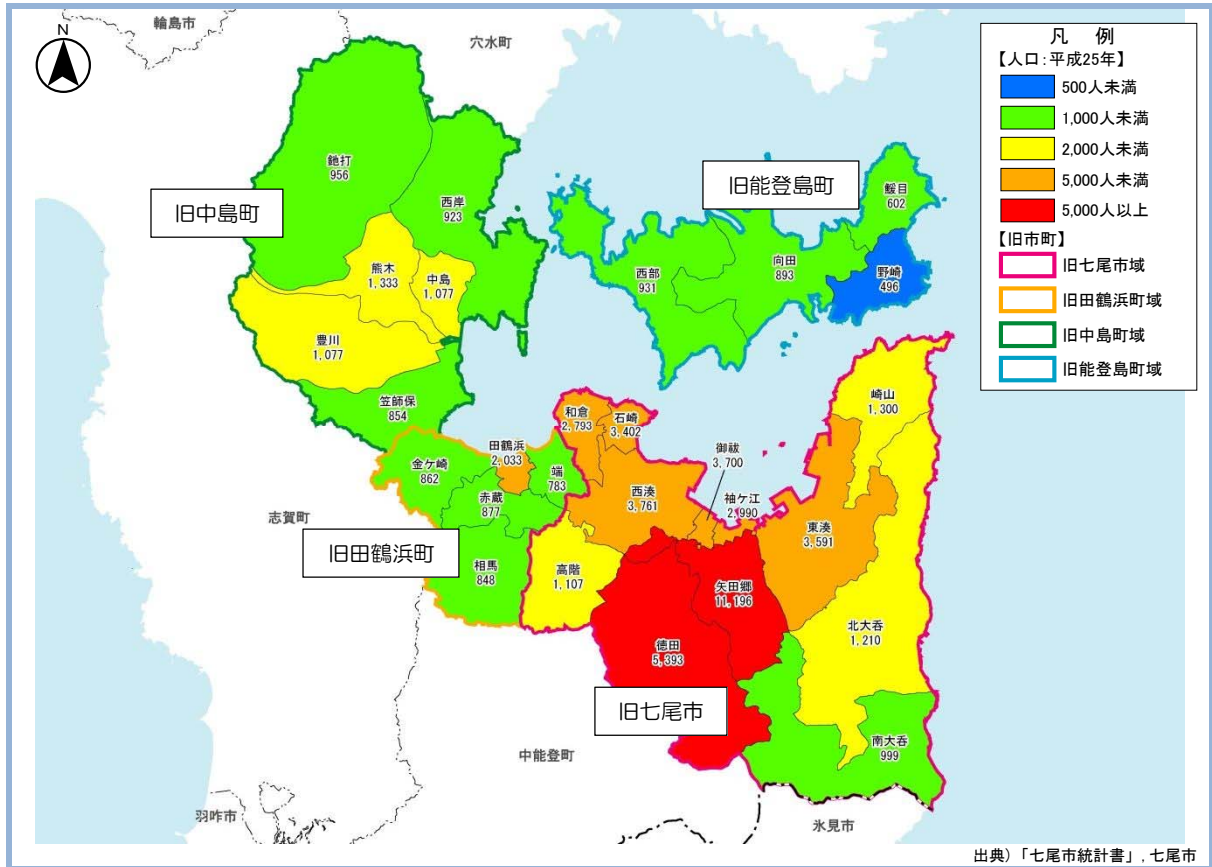 輪島市
穴水町
N
凡 例
【人口:平成25年】
500人未満
1,000人未満
2,000人未満
5,000人未満
5,000人以上
【旧市町】
旧七尾市域
旧田鶴浜町域
旧中島町域
旧能登島町域
釶打
956
西岸
923
旧中島町
熊木
1,333
中島
1,077
豊川
1,077
笠師保
854
旧能登島町
鰀目
602
向田
893
西部
931
野崎
496
崎山
1,300
和倉
2,793
石崎
3,402
御祓
3,700
田鶴浜
2,033
金ケ崎
862
端
783
西湊
3,761
袖ケ江
2,990
赤蔵
877
東湊
3,591
志賀町
旧田鶴浜町
相馬
848
高階
1,107
矢田郷
11,196
北大呑
1,210
徳田
5,393
旧七尾市
南大呑
999
中能登町
羽咋市
氷見市
出典)「七尾市統計書」,七尾市